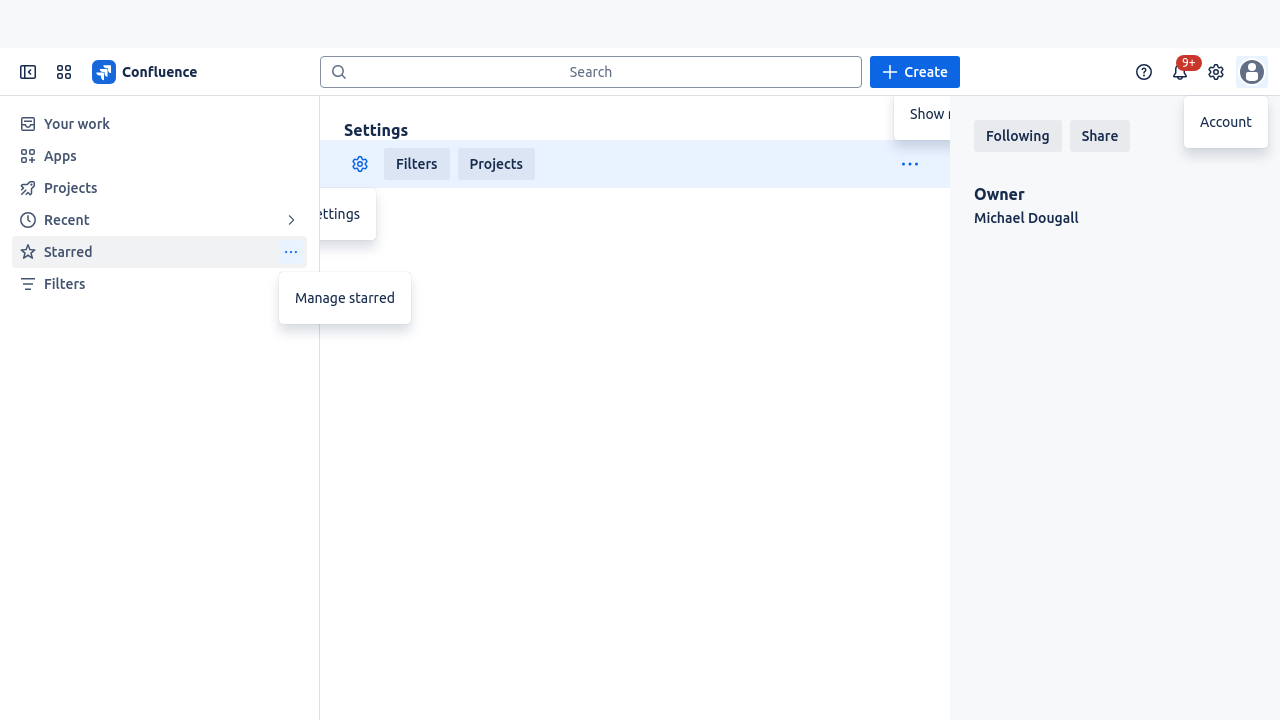 Confluence
Search
Create
9+
Your work
Apps
Projects
Recent
Starred
Filters
Manage starred
Settings
Show
Filters
Projects
Following
Share
Account
Owner
Michael Dougall